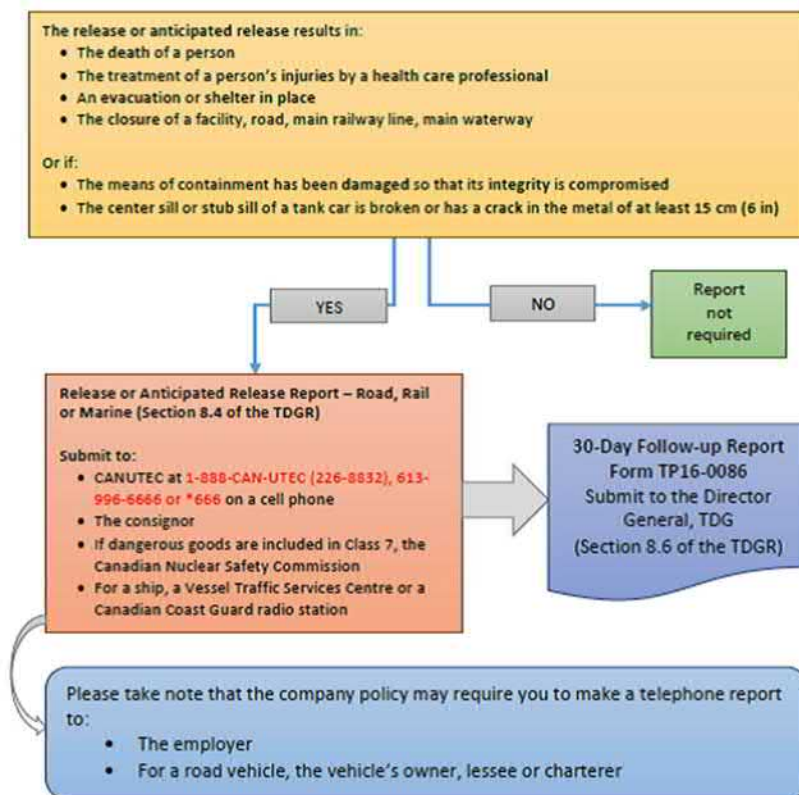 The release or anticipated release results in:
• The death of a person
• The treatment of a person's injuries by a health care professional
• An evacuation or shelter in place
• The closure of a facility, road, main railway line, main waterway
Or if:
• The means of containment has been damaged so that its integrity is compromised
• The center sill or stub sill of a tank car is broken or has a crack in the metal of at least 15 cm (6 in)
YES
NO
Report
not
required
Release or Anticipated Release Report – Road, Rail
or Marine (Section 8.4 of the TDGR)
Submit to:
• CANUTEC at 1-888-CAN-UTEC (226-8832), 613-
996-6666 or *666 on a cell phone
• The consignor
• If dangerous goods are included in Class 7, the
Canadian Nuclear Safety Commission
• For a ship, a Vessel Traffic Services Centre or a
Canadian Coast Guard radio station
30-Day Follow-up Report
Form TP16-0086
Submit to the Director
General, TDG
(Section 8.6 of the TDGR)
Please take note that the company policy may require you to make a telephone report
to:
• The employer
• For a road vehicle, the vehicle's owner, lessee or charterer